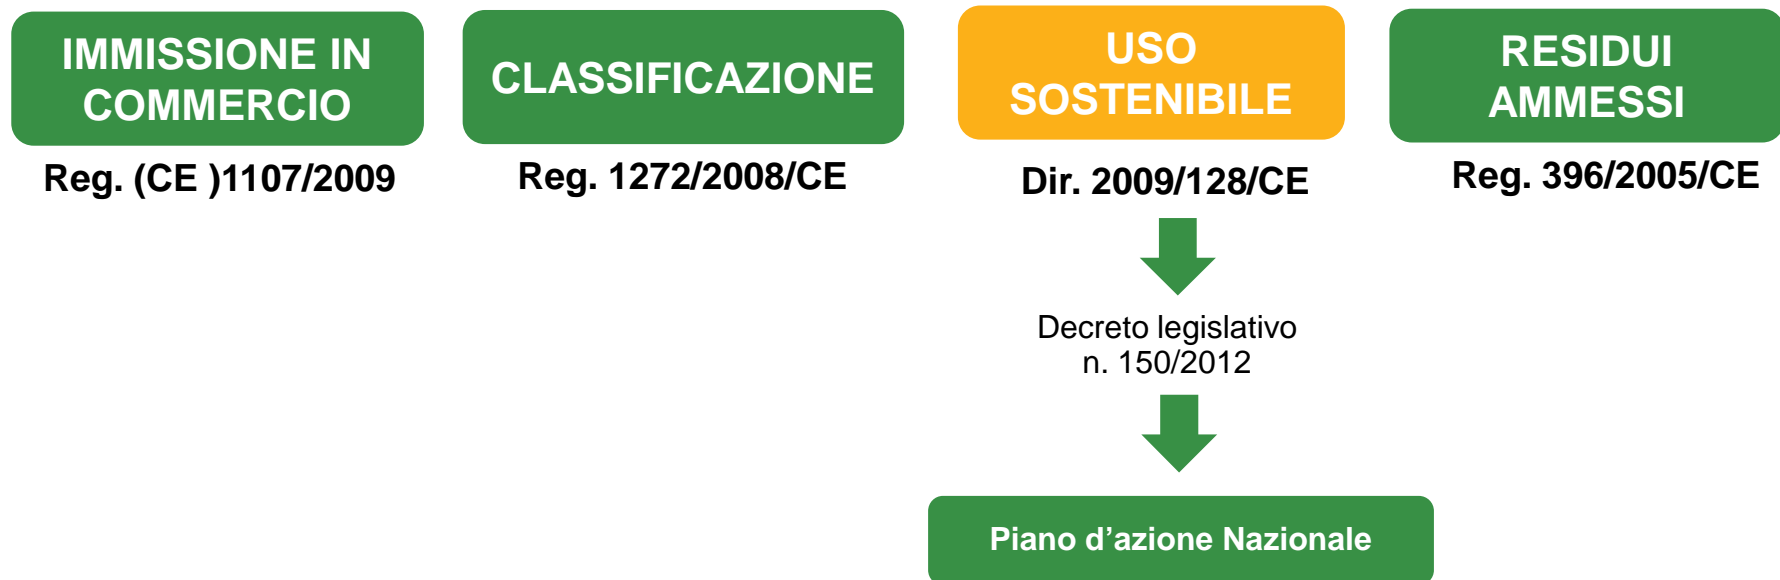 IMMISSIONE IN
COMMERCIO
Reg. (CE )1107/2009
CLASSIFICAZIONE
Reg. 1272/2008/CE
USO
SOSTENIBILE
Dir. 2009/128/CE
Decreto legislativo
n. 150/2012
Piano d’azione Nazionale
RESIDUI
AMMESSI
Reg. 396/2005/CE